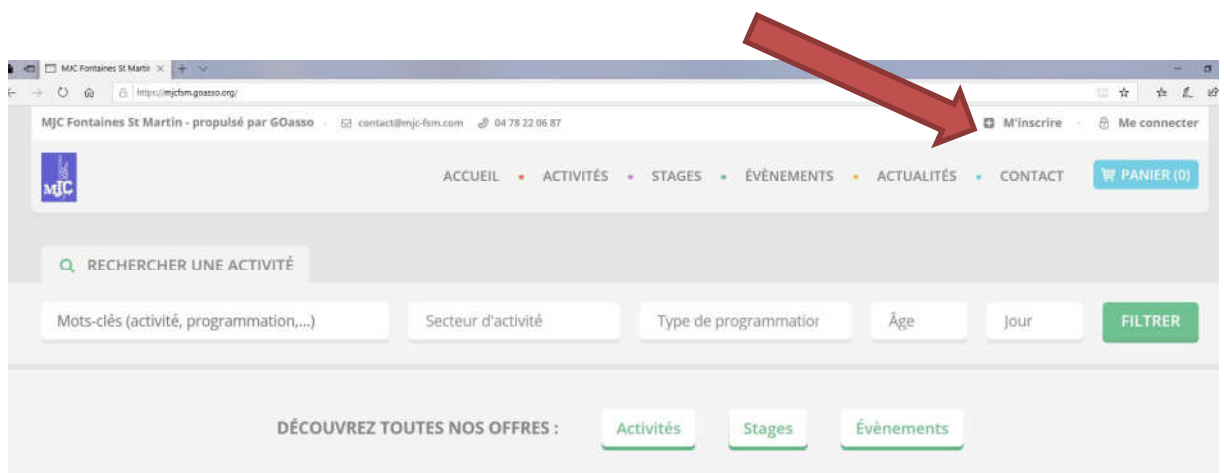 MJC Fontaines St Martin
https://mjcfsm.goasso.org/
MJC Fontaines St Martin - propulsé par GOasso contact@mjc-fsm.com 04 78 22 06 87 M'inscrire Me connecter
MJC ACCUEIL • ACTIVITÉS • STAGES • ÉVÈNEMENTS • ACTUALITÉS • CONTACT PANIER (0)
RECHERCHER UNE ACTIVITÉ
Mots-clés (activité, programmation,...) Secteur d'activité Type de programmation Âge Jour FILTRER
DÉCOUVREZ TOUTES NOS OFFRES : Activités Stages Évènements